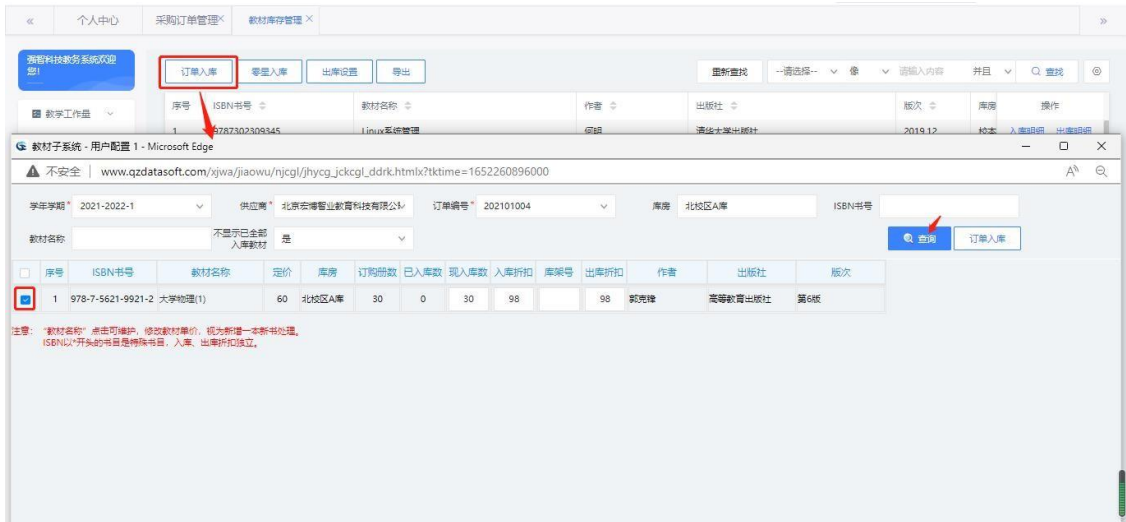 « 个人中心 采购订单管理× 教材库存管理 × »
强智科技教务系统欢迎您!
订单入库 零星入库 出库设置 导出 重新查找 --请选择-- 像 请输入内容 并且 查找
教学工作量 序号 ISBN书号 教材名称 作者 出版社 版次 库房 操作
1 9787302309345 Linux系统管理 何明 清华大学出版社 2019.12 校本 入库明细 出库明细
教材子系统 - 用户配置 1 - Microsoft Edge
不安全 | www.qzdatasoft.com/xjwa/jiaowu/njcgl/jhycg_jckcgl_ddrk.htmlx?tktime=1652260896000
学年学期* 2021-2022-1 供应商* 北京宏博智业教育科技有限公 订单编号* 202101004 库房 北校区A库 ISBN书号
教材名称 不显示已全部入库教材 是 查询 订单入库
序号 ISBN书号 教材名称 定价 库房 订购册数 已入库数 现入库数 入库折扣 库架号 出库折扣 作者 出版社 版次
1 978-7-5621-9921-2 大学物理(1) 60 北校区A库 30 0 30 98 98 郭克锋 高等教育出版社 第6版
注意: “教材名称”点击可维护,修改教材单价,视为新增一本新书处理。
ISBN以*开头的书目是特殊书目,入库、出库折扣独立。